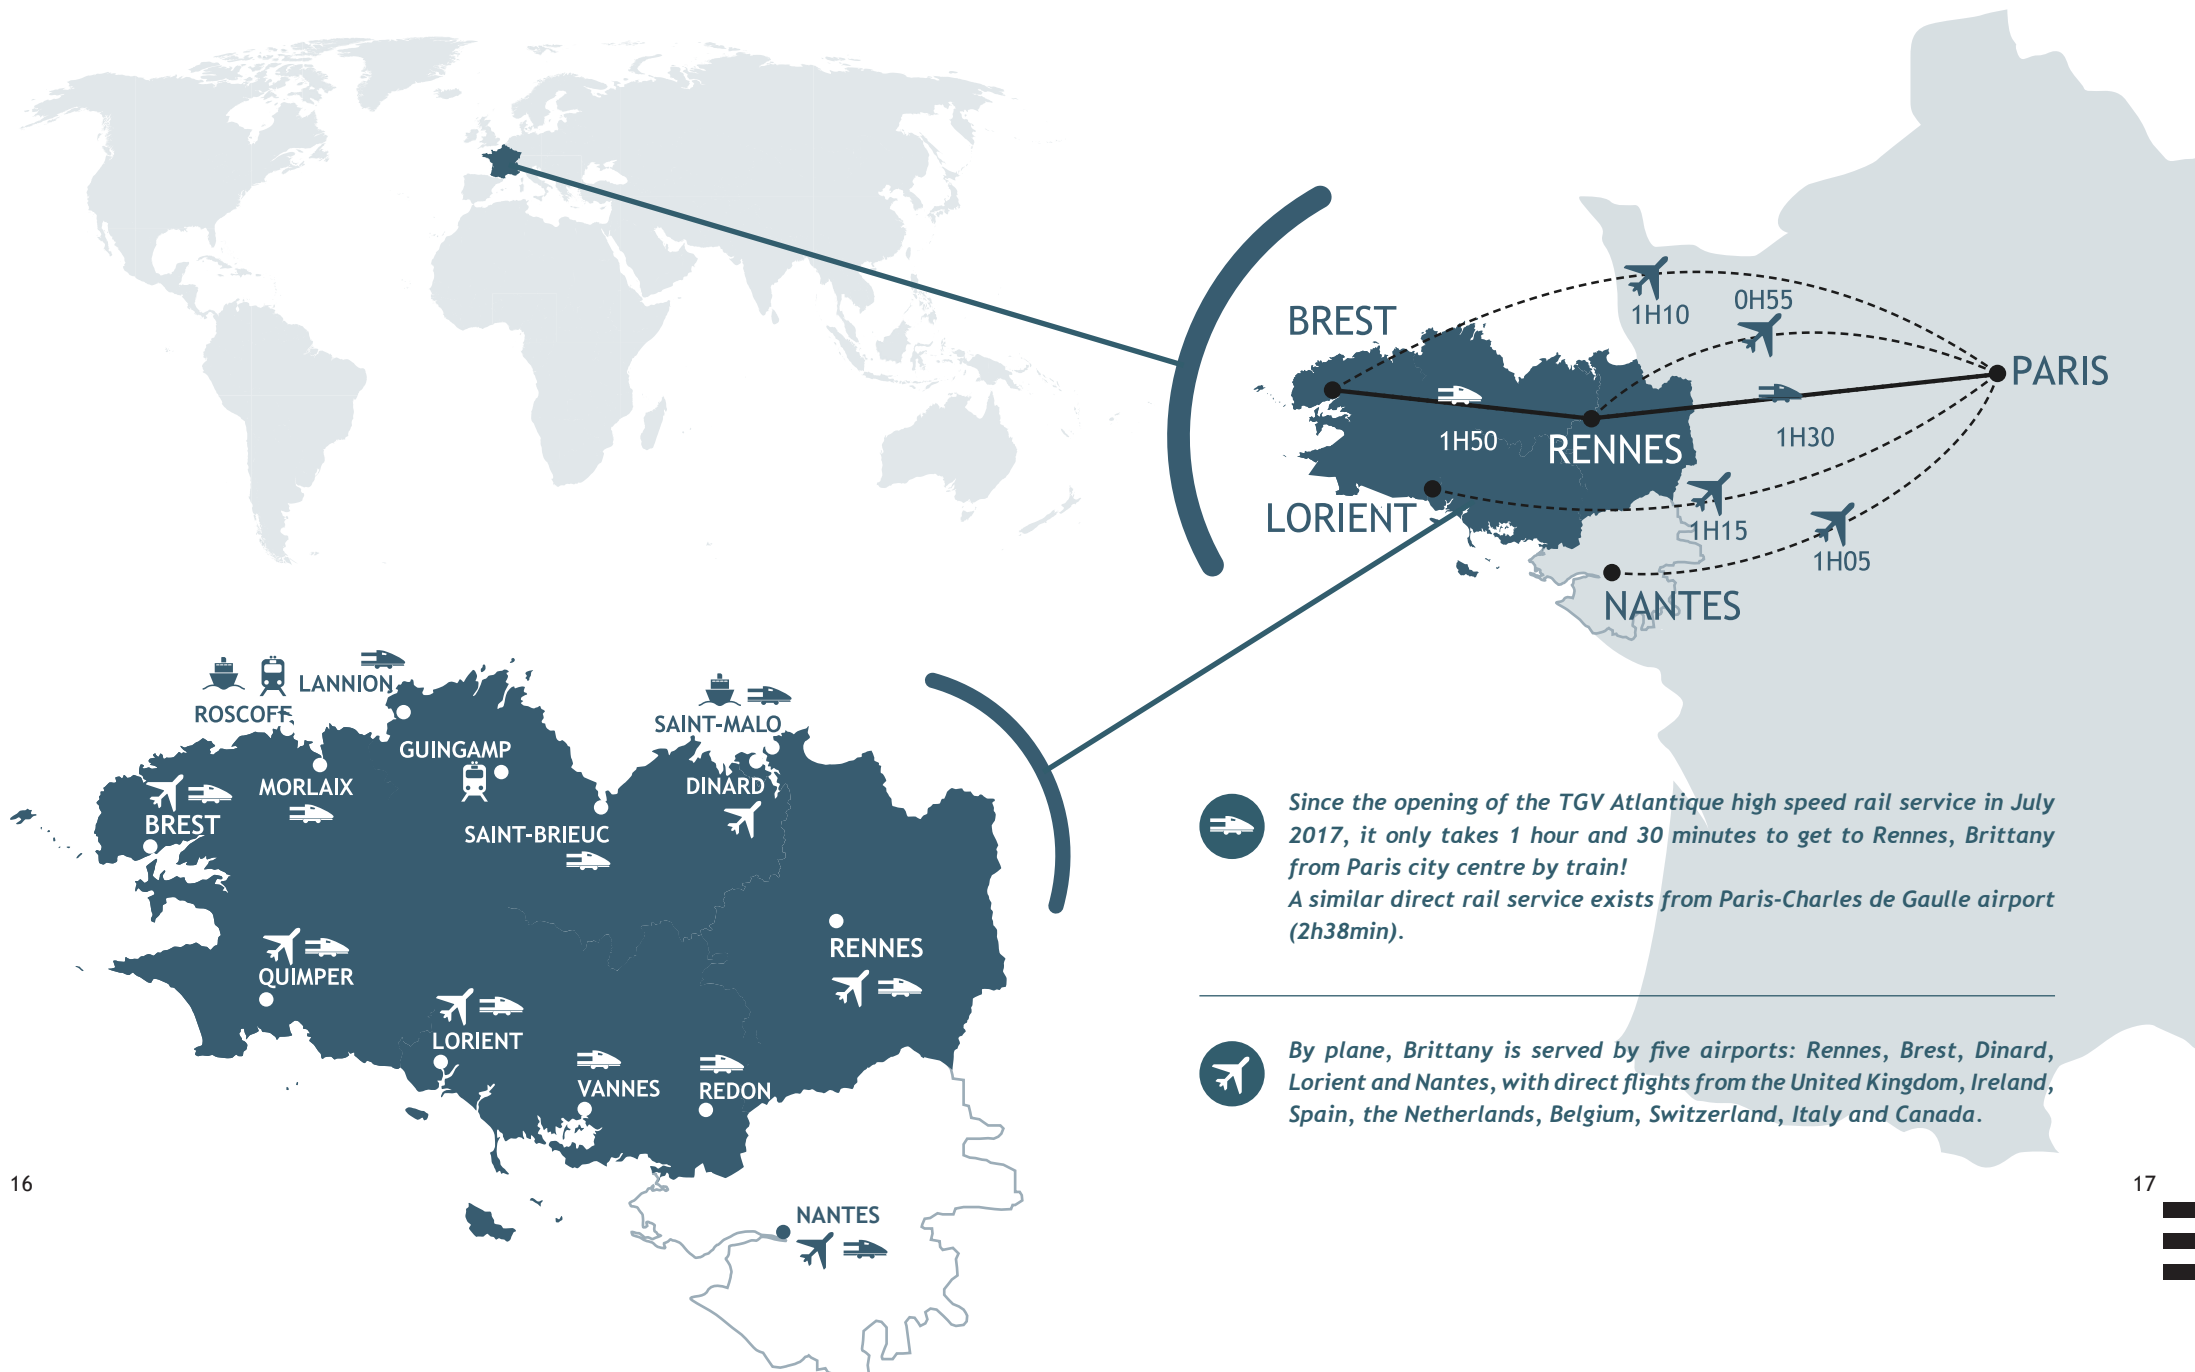 BREST
1H10
0H55
PARIS
1H50
RENNES
1H30
LORIENT
1H15
1H05
NANTES
LANNION
ROSCOFF
SAINT-MALO
GUINGAMP
MORLAIX
DINARD
BREST
SAINT-BRIEUC
QUIMPER
RENNES
LORIENT
VANNES
REDON
NANTES
Since the opening of the TGV Atlantique high speed rail service in July
2017, it only takes 1 hour and 30 minutes to get to Rennes, Brittany
from Paris city centre by train!
A similar direct rail service exists from Paris-Charles de Gaulle airport
(2h38min).
By plane, Brittany is served by five airports: Rennes, Brest, Dinard,
Lorient and Nantes, with direct flights from the United Kingdom, Ireland,
Spain, the Netherlands, Belgium, Switzerland, Italy and Canada.
16
17